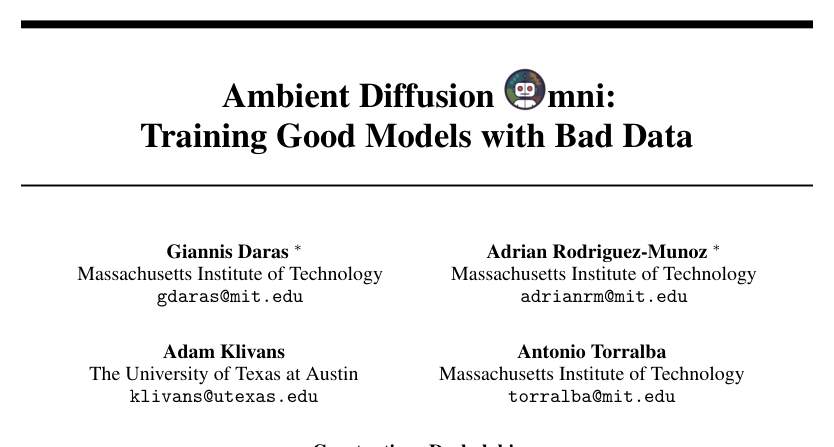 Ambient Diffusion mni:
Training Good Models with Bad Data
Giannis Daras *
Massachusetts Institute of Technology
gdaras@mit.edu
Adrian Rodriguez-Munoz *
Massachusetts Institute of Technology
adrianrm@mit.edu
Adam Klivans
The University of Texas at Austin
klivans@utexas.edu
Antonio Torralba
Massachusetts Institute of Technology
torralba@mit.edu